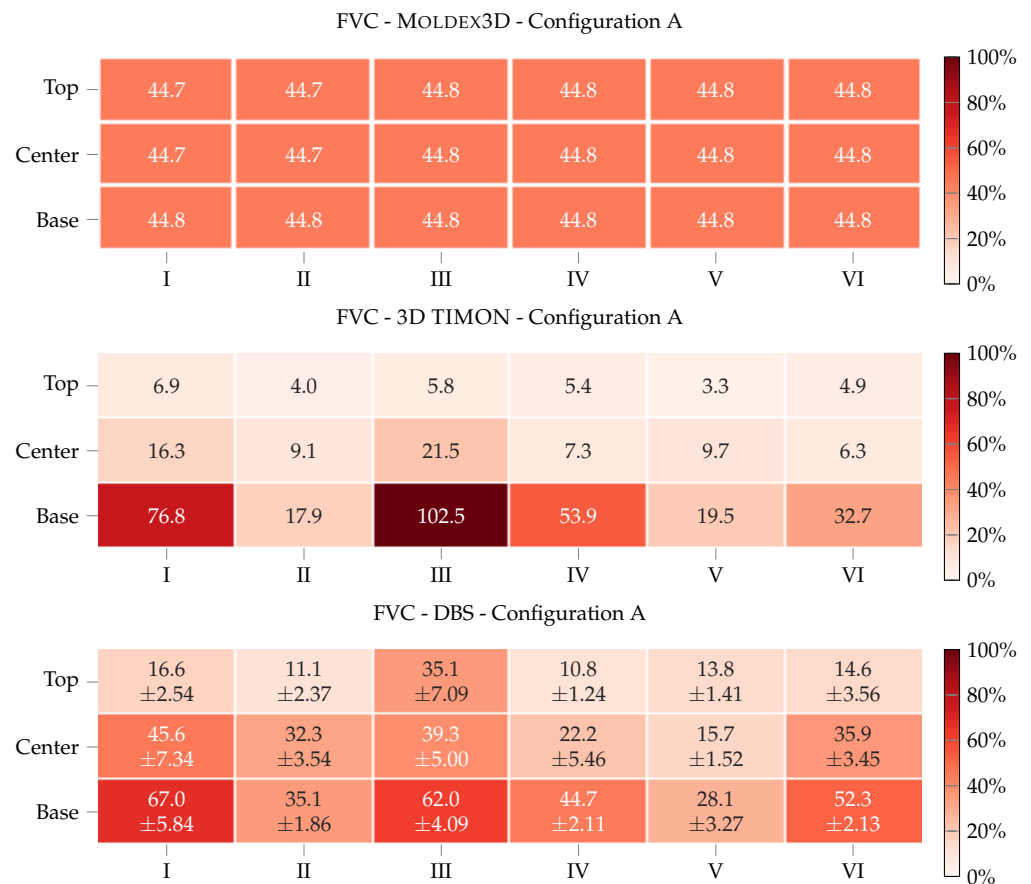 FVC - MOLDEX3D - Configuration A
100%
Top 44.7 44.7 44.8 44.8 44.8 44.8
80%
Center 44.7 44.7 44.8 44.8 44.8 44.8
60%
40%
Base 44.8 44.8 44.8 44.8 44.8 44.8
20%
I II III IV V VI
0%
FVC - 3D TIMON - Configuration A
100%
Top 6.9 4.0 5.8 5.4 3.3 4.9
80%
Center 16.3 9.1 21.5 7.3 9.7 6.3
60%
40%
Base 76.8 17.9 102.5 53.9 19.5 32.7
20%
I II III IV V VI
0%
FVC - DBS - Configuration A
100%
16.6 11.1 35.1 10.8 13.8 14.6
Top
±2.54 ±2.37 ±7.09 ±1.24 ±1.41 ±3.56
80%
45.6 32.3 39.3 22.2 15.7 35.9
Center
60%
±7.34 ±3.54 ±5.00 ±5.46 ±1.52 ±3.45
40%
67.0 35.1 62.0 44.7 28.1 52.3
Base
±5.84 ±1.86 ±4.09 ±2.11 ±3.27 ±2.13
20%
I II III IV V VI
0%